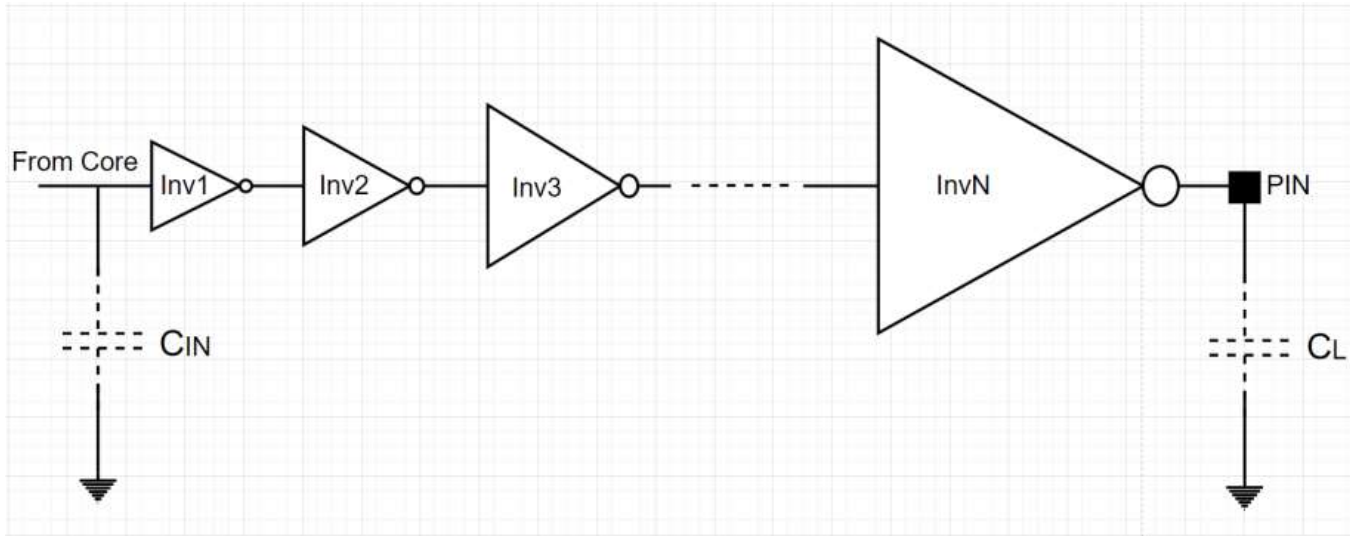 From Core
Inv1
Inv2
Inv3
InvN
PIN
CIN
CL